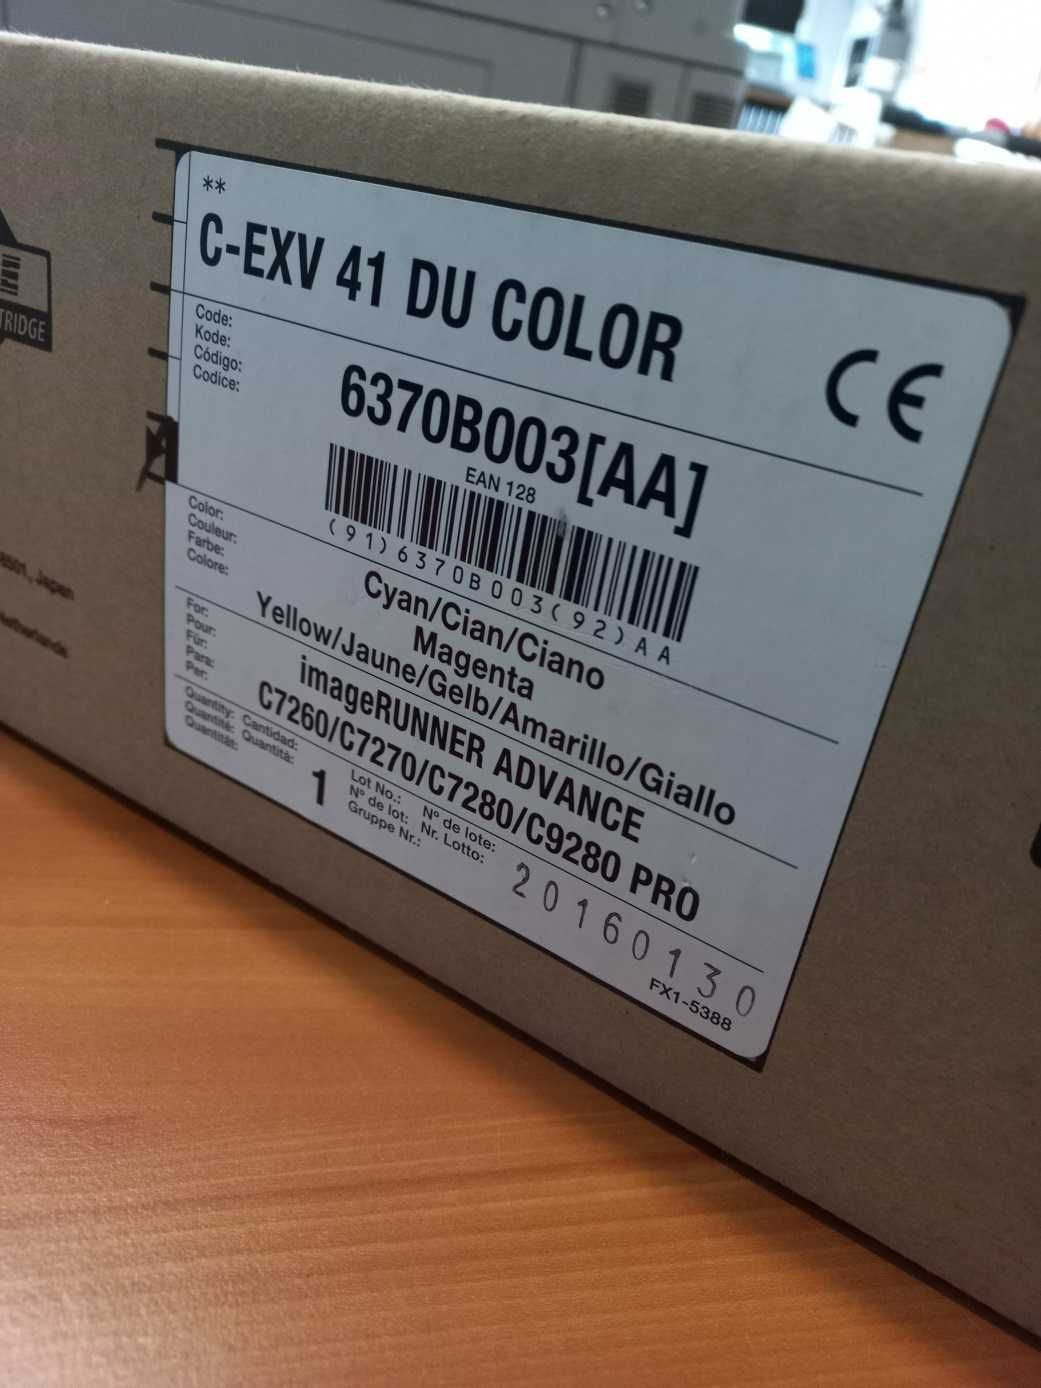 **
C-EXV 41 DU COLOR
CE
Code:
Kode:
Código:
Codice:
6370B003[AA]
EAN 128
(91)6370B003(92)AA
Color:
Couleur:
Farbe:
Colore:
Cyan/Cian/Ciano
Magenta
Yellow/Jaune/Gelb/Amarillo/Giallo
For:
Pour:
Für:
Para:
Per:
imageRUNNER ADVANCE
C7260/C7270/C7280/C9280 PRO
Quantity: Cantidad:
Quantité: Quantità:
Quantität:
1
Lot No.: Nº de lote:
Nº de lot: Nr. Lotto:
Gruppe Nr.:
20160130
FX1-5388
TRIDGE
8501, Japan
Netherlands